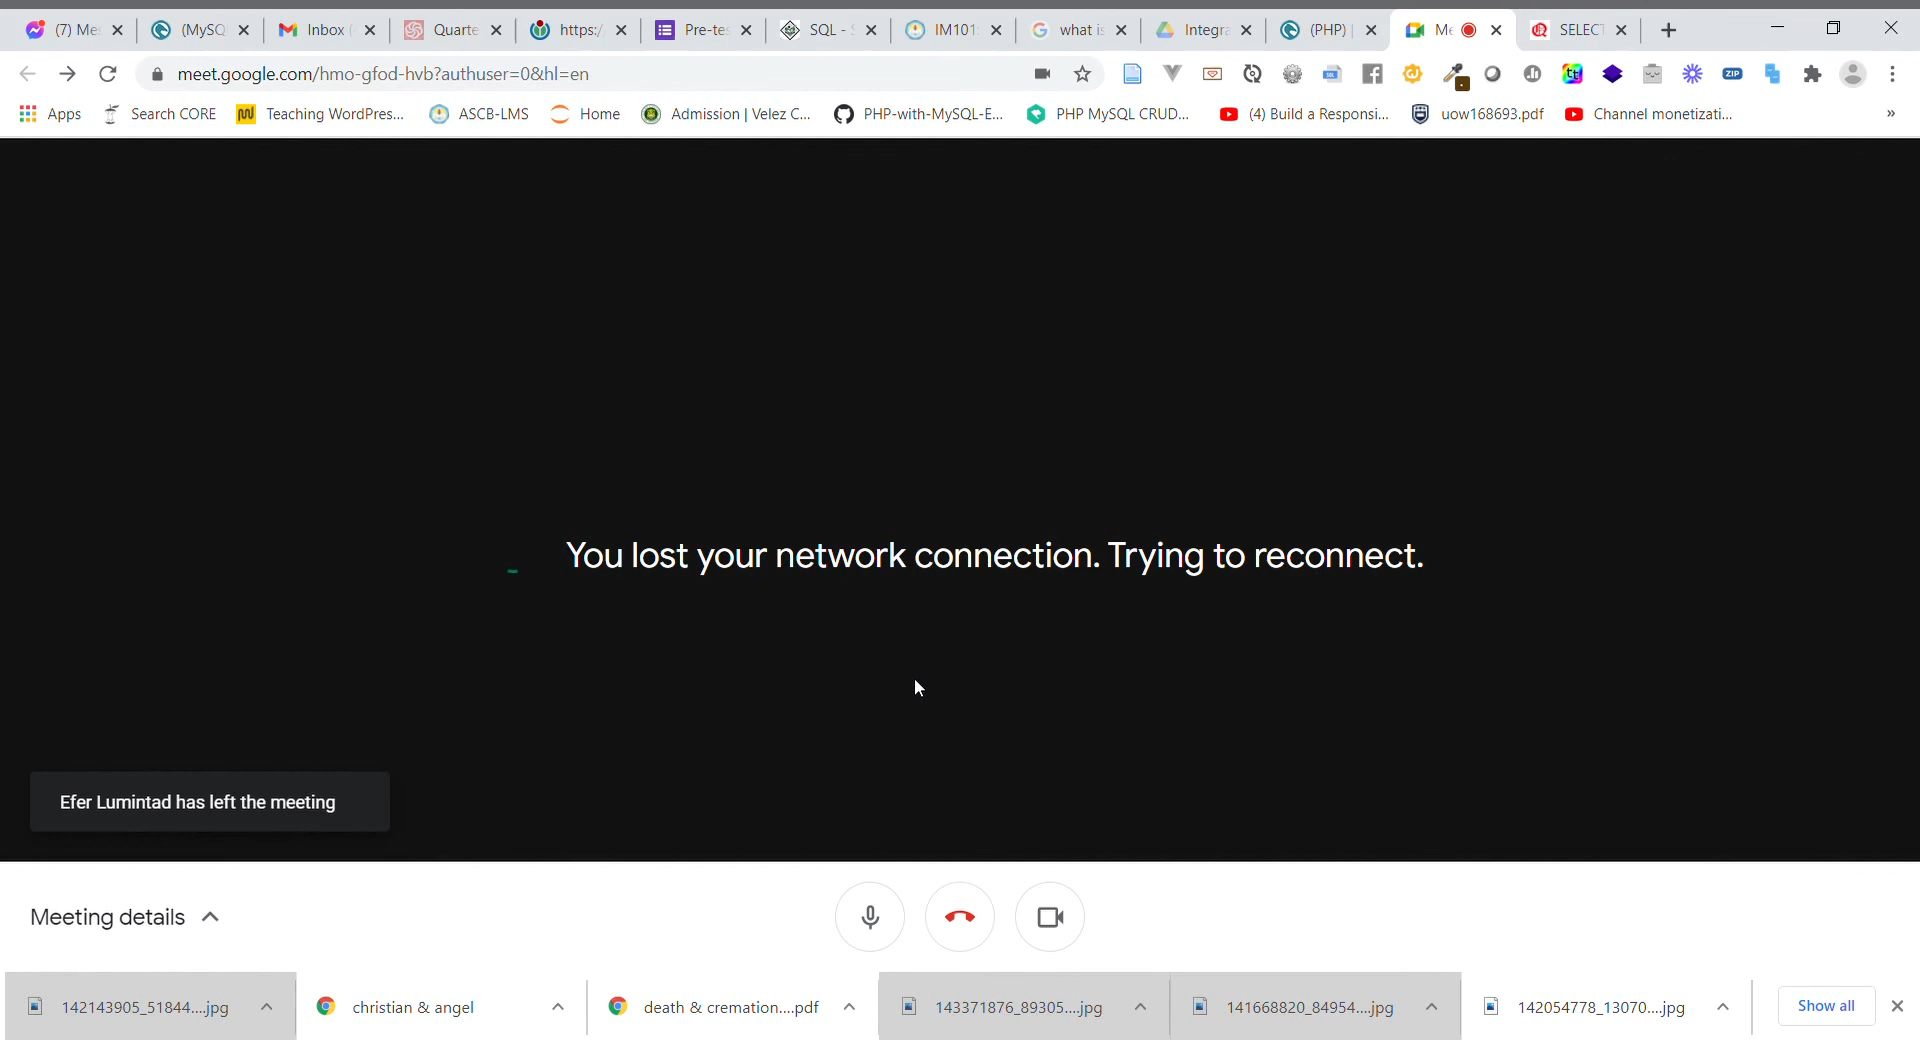 (7) Me
(MySQ
Inbox (
Quarte
https:/
Pre-te
SQL - S
IM101
what is
Integra
(PHP) |
Me
SELECT
meet.google.com/hmo-gfod-hvb?authuser=0&hl=en
Apps
Search CORE
Teaching WordPres...
ASCB-LMS
Home
Admission | Velez C...
PHP-with-MySQL-E...
PHP MySQL CRUD...
(4) Build a Responsi...
uow168693.pdf
Channel monetizati...
»
You lost your network connection. Trying to reconnect.
Efer Lumintad has left the meeting
Meeting details
142143905_51844....jpg
christian & angel
death & cremation....pdf
143371876_89305....jpg
141668820_84954....jpg
142054778_13070....jpg
Show all